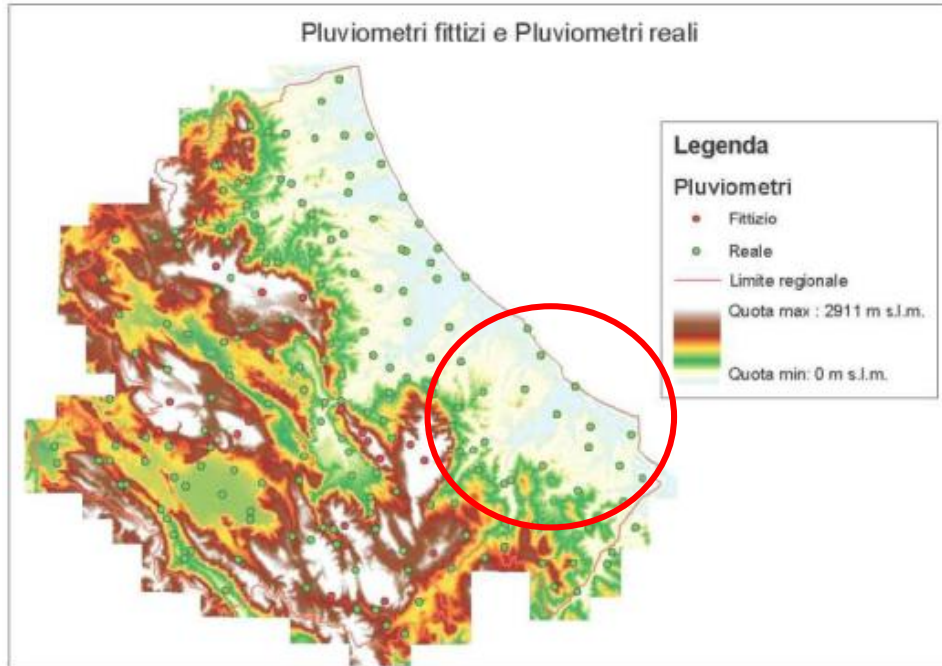 Pluviometri fittizi e Pluviometri reali
Legenda
Pluviometri
Fittizio
Reale
Limite regionale
Quota max : 2911 m s.l.m.
Quota min: 0 m s.l.m.